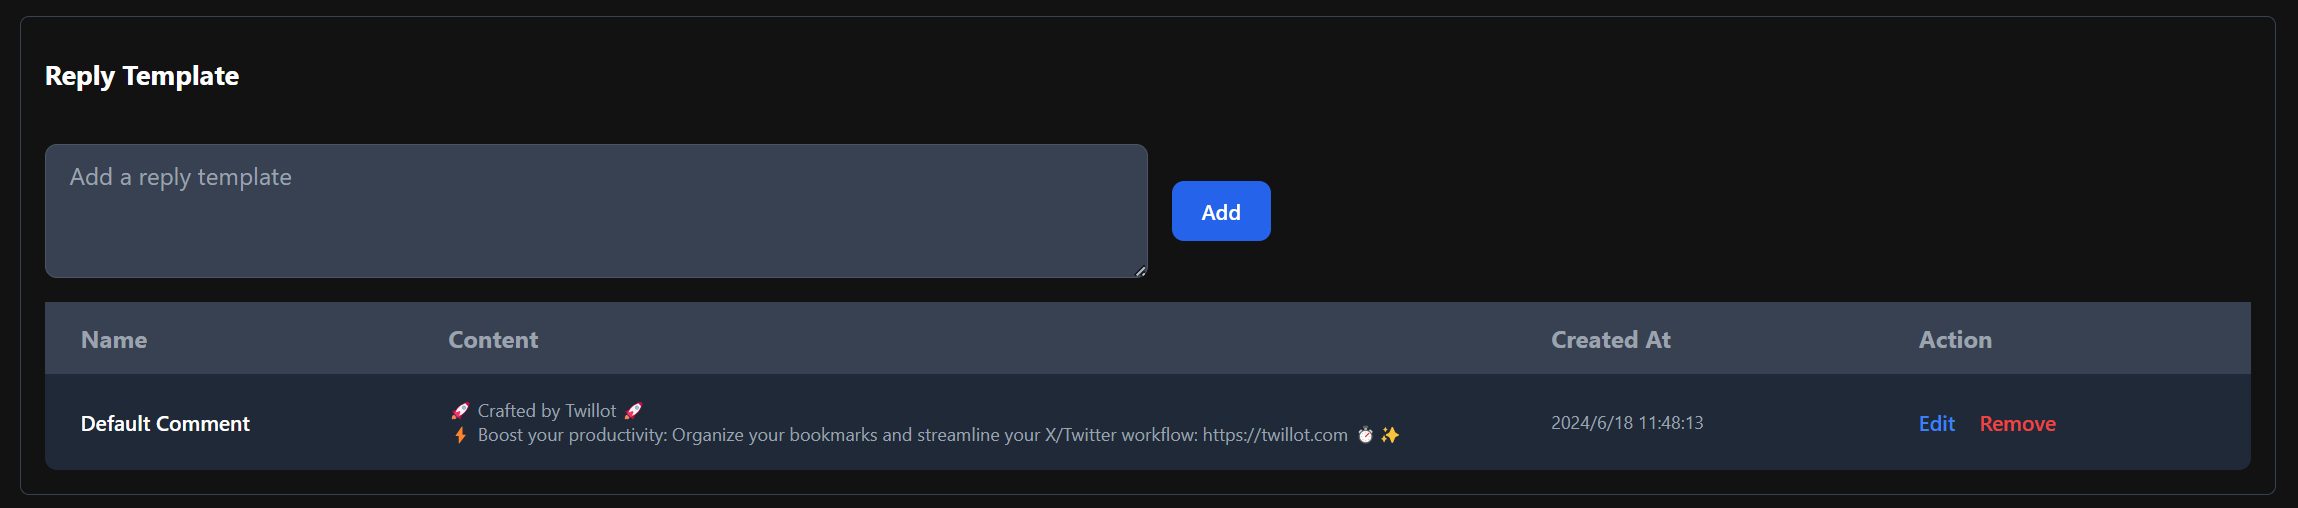 Reply Template
Add a reply template
Add
Name Content Created At Action
Default Comment
🚀 Crafted by Twillot 🚀
⚡ Boost your productivity: Organize your bookmarks and streamline your X/Twitter workflow: https://twillot.com ⏱️✨
2024/6/18 11:48:13
Edit Remove